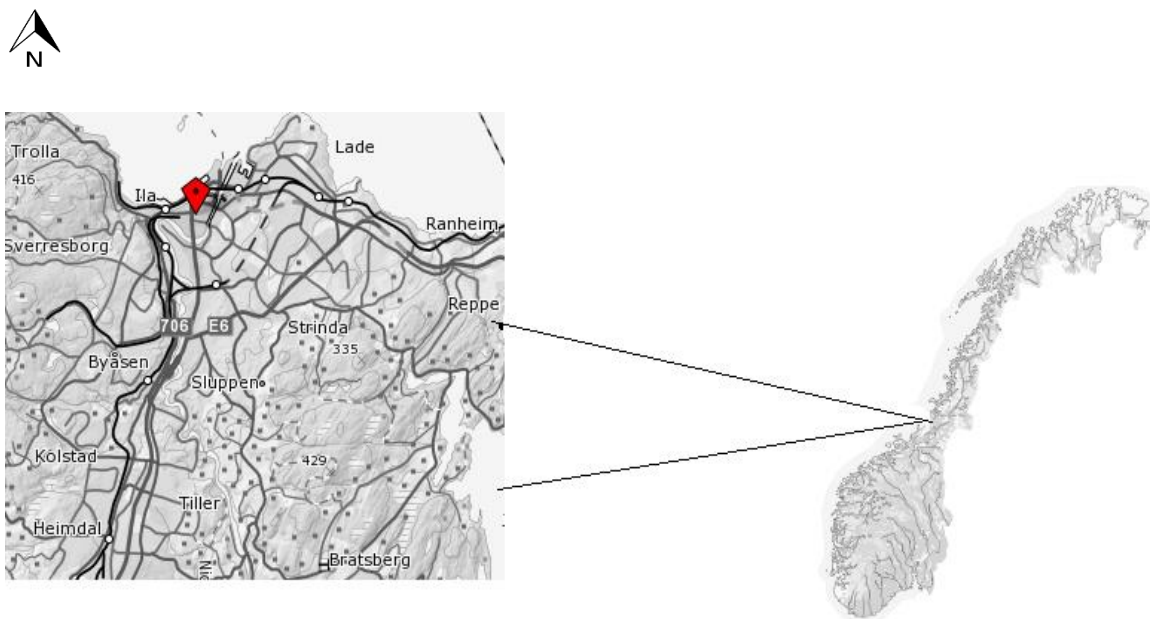 N
Lade
Trolla
416
Ila
Ranheim
Sverresborg
Reppe
706 E6
Strinda
335
Byåsen
Sluppen
Kolstad
429
Tiller
Heimdal
Bratsberg